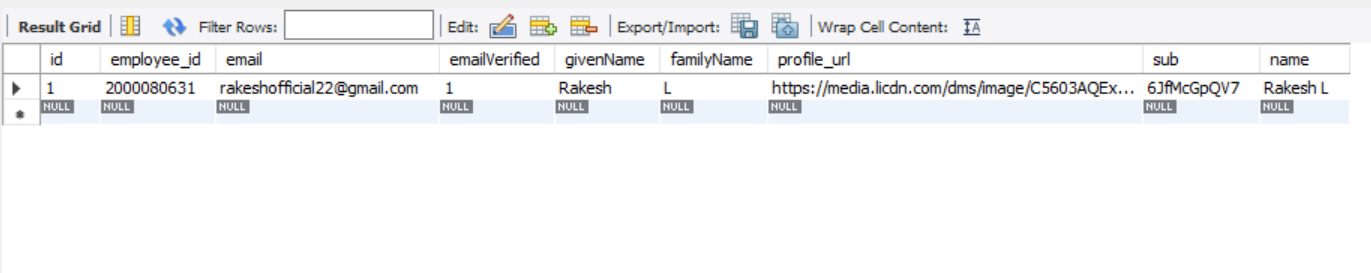 Result Grid Filter Rows: Edit: Export/Import: Wrap Cell Content: IA
id employee_id email emailVerified givenName familyName profile_url sub name
1 2000080631 rakeshofficial22@gmail.com 1 Rakesh L https://media.licdn.com/dms/image/C5603AQEx... 6JfMcGpQV7 Rakesh L
NULL NULL NULL NULL NULL NULL NULL NULL NULL